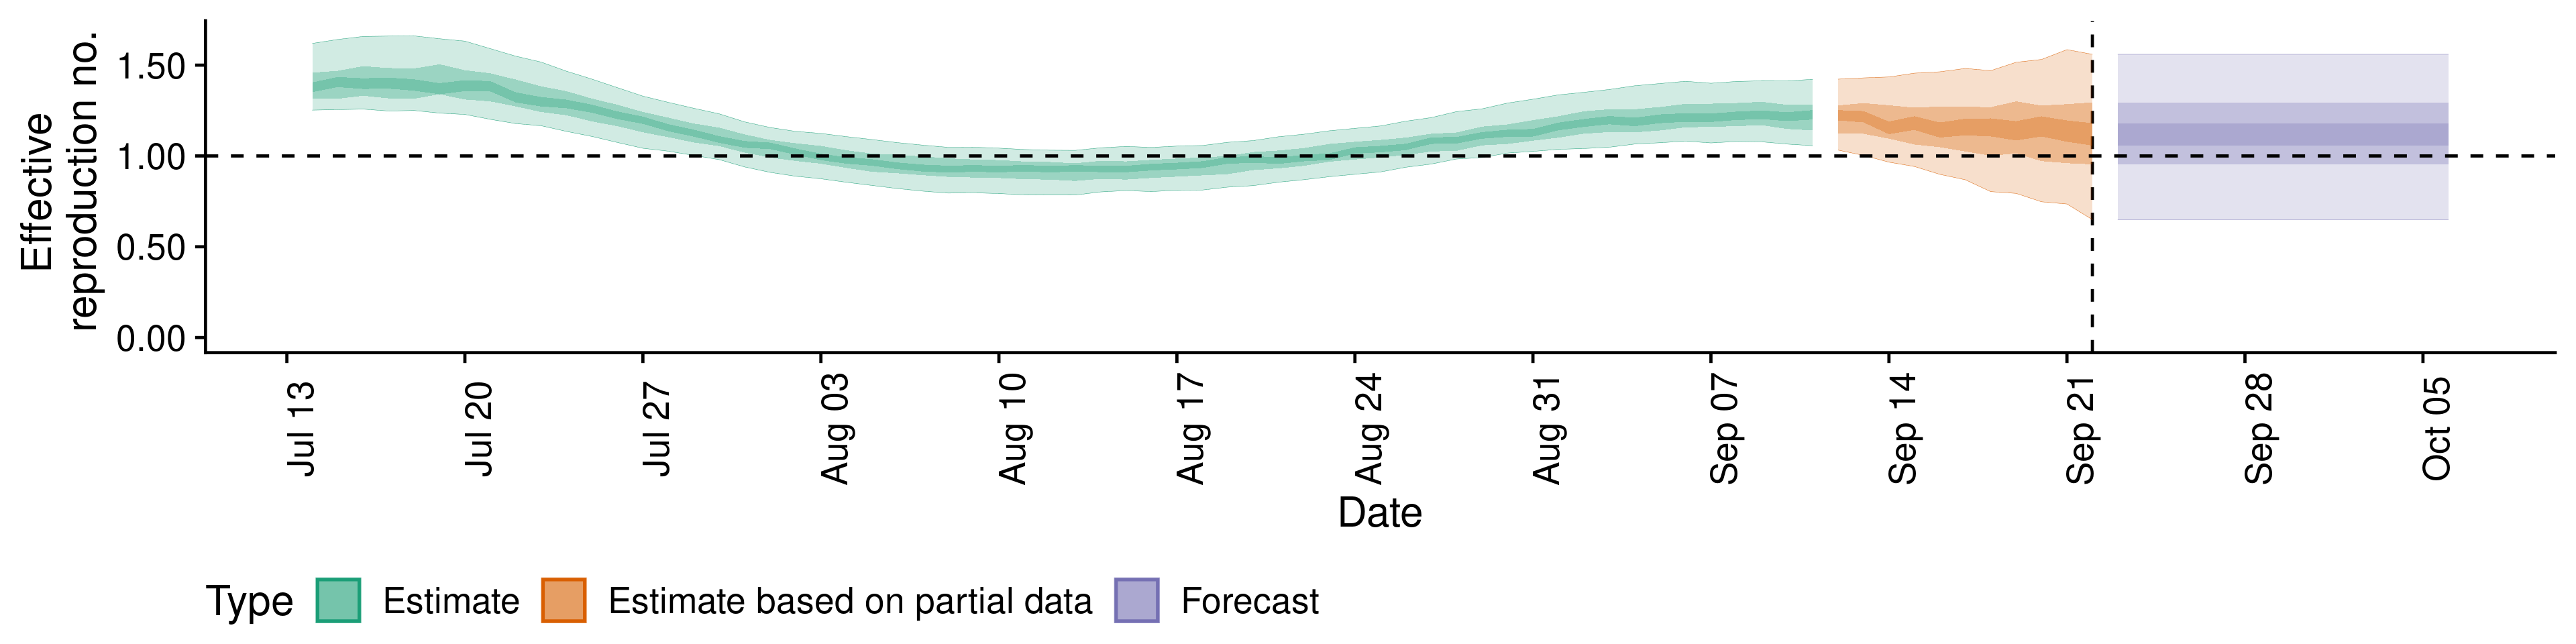 Effective
reproduction no.
1.50
1.00
0.50
0.00
Jul 13
Jul 20
Jul 27
Aug 03
Aug 10
Aug 17
Aug 24
Aug 31
Sep 07
Sep 14
Sep 21
Sep 28
Oct 05
Date
Type Estimate Estimate based on partial data Forecast